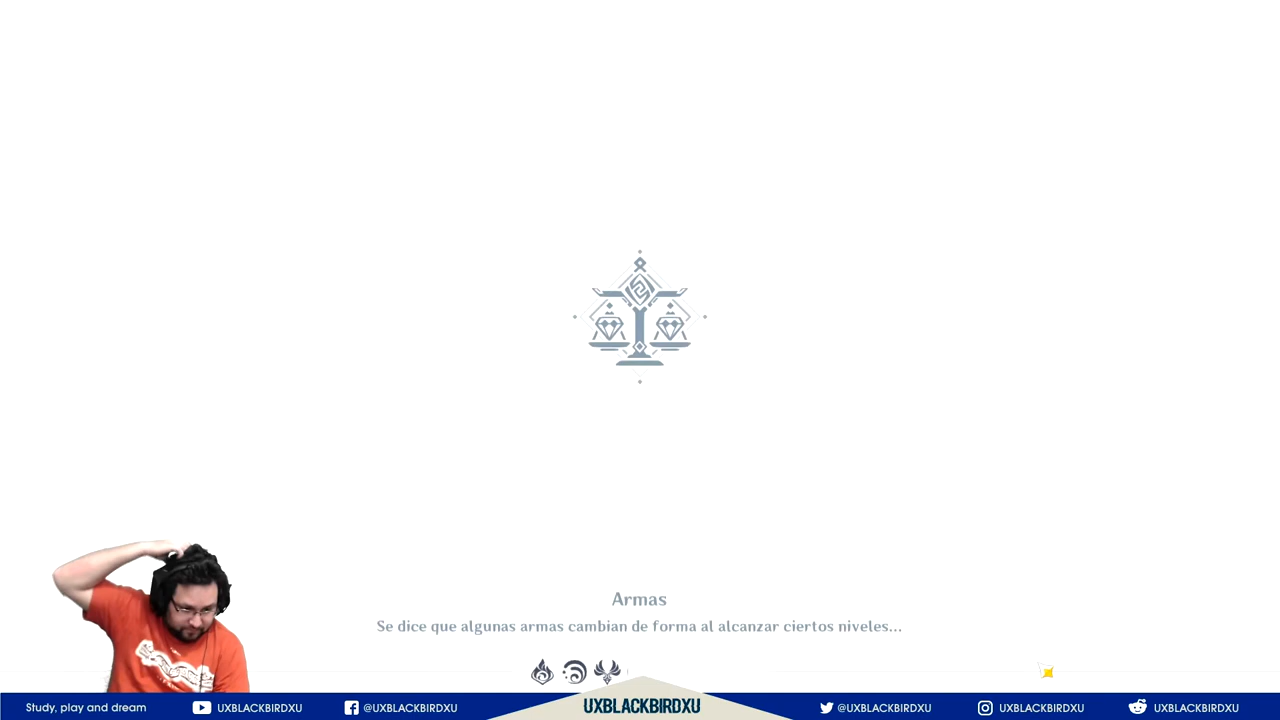 Armas
Se dice que algunas armas cambian de forma al alcanzar ciertos niveles...
Study, play and dream
UXBLACKBIRDXU
@UXBLACKBIRDXU
UXBLACKBIRDXU
@UXBLACKBIRDXU
UXBLACKBIRDXU
UXBLACKBIRDXU